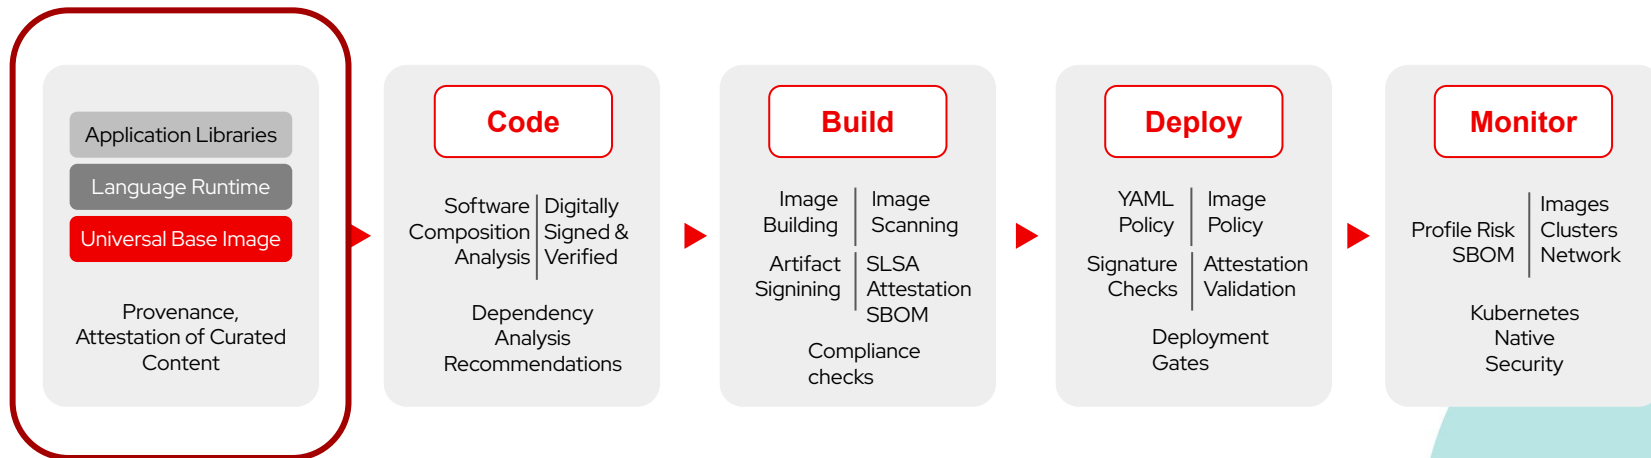 Application Libraries
Language Runtime
Universal Base Image
Provenance,
Attestation of Curated
Content
Code
Software
Composition
Analysis
Digitally
Signed &
Verified
Dependency
Analysis
Recommendations
Build
Image
Building
Image
Scanning
Artifact
Signining
SLSA
Attestation
SBOM
Compliance
checks
Deploy
YAML
Policy
Image
Policy
Signature
Checks
Attestation
Validation
Deployment
Gates
Monitor
Profile Risk
SBOM
Images
Clusters
Network
Kubernetes
Native
Security